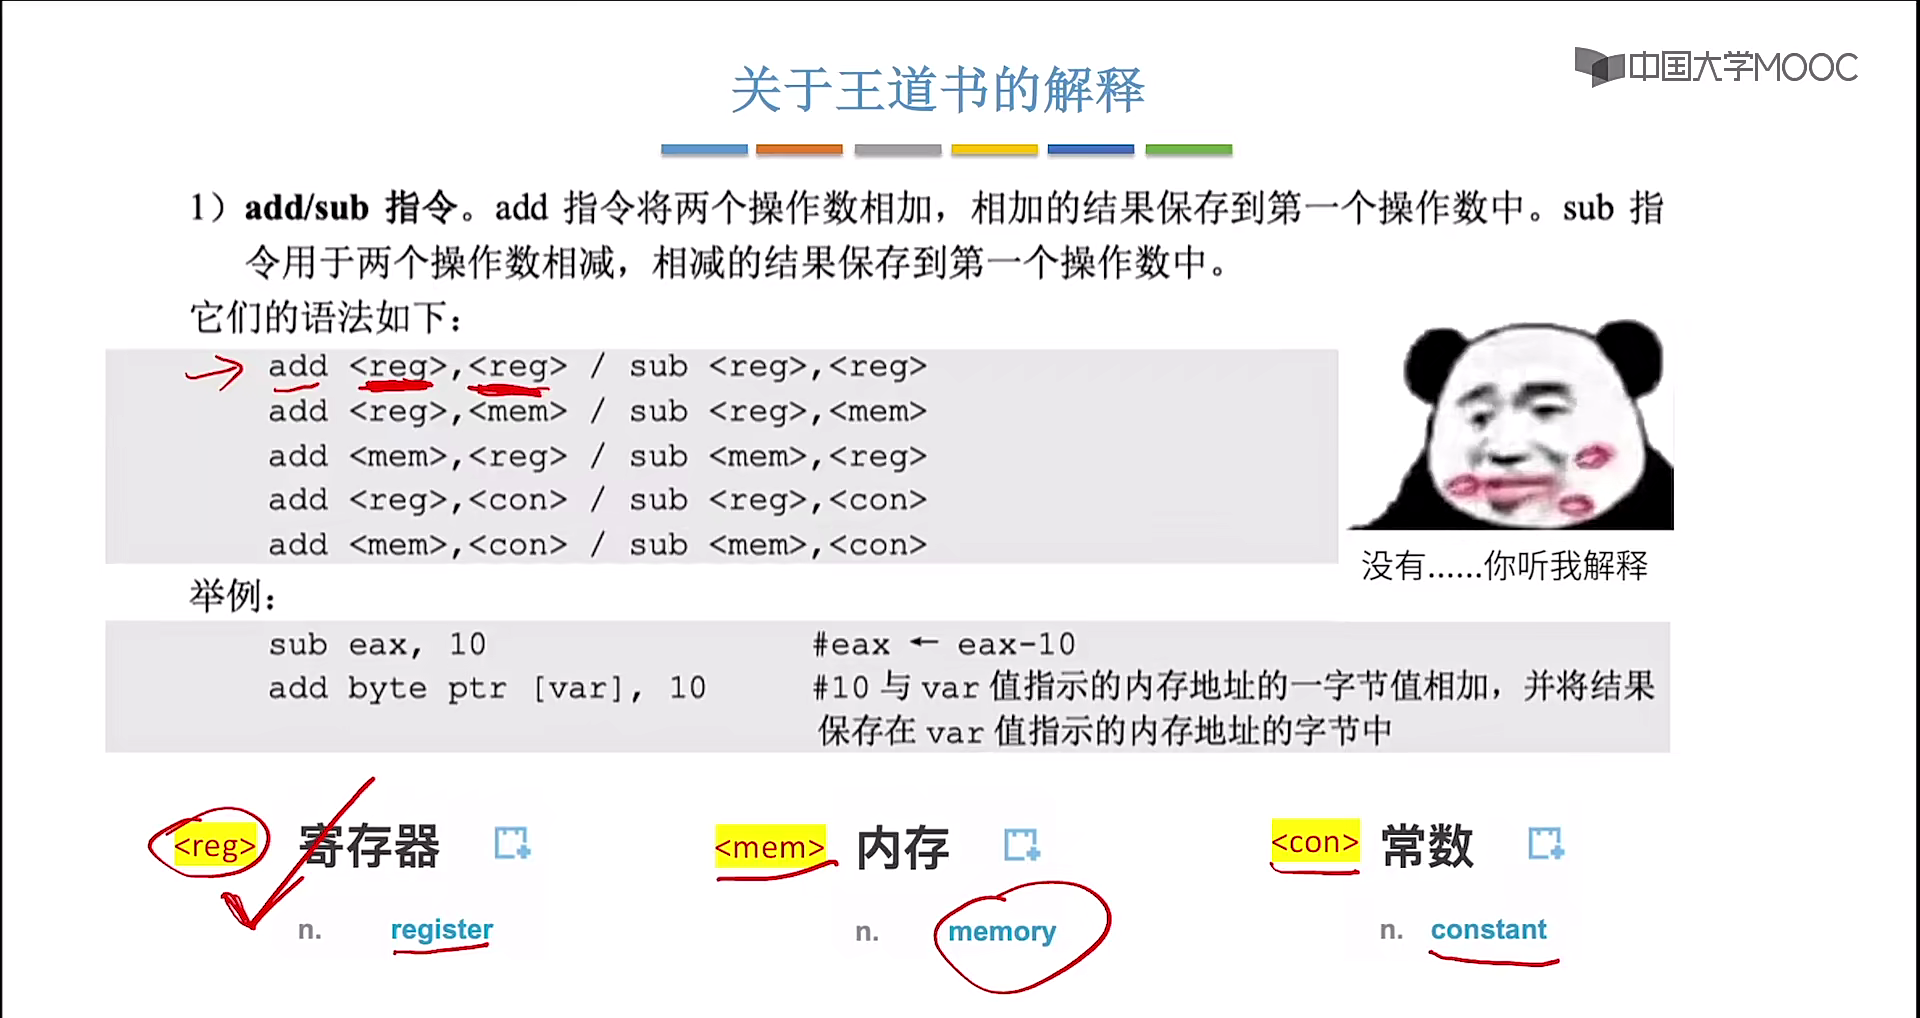 中国大学MOOC
关于王道书的解释
1）add/sub 指令。add 指令将两个操作数相加，相加的结果保存到第一个操作数中。sub 指
令用于两个操作数相减，相减的结果保存到第一个操作数中。
它们的语法如下：
add <reg>,<reg> / sub <reg>,<reg>
add <reg>,<mem> / sub <reg>,<mem>
add <mem>,<reg> / sub <mem>,<reg>
add <reg>,<con> / sub <reg>,<con>
add <mem>,<con> / sub <mem>,<con>
没有......你听我解释
举例：
sub eax, 10 #eax ← eax-10
add byte ptr [var], 10 #10 与 var 值指示的内存地址的一字节值相加，并将结果
保存在 var 值指示的内存地址的字节中
<reg> 寄存器 <mem> 内存 <con> 常数
n. register n. memory n. constant